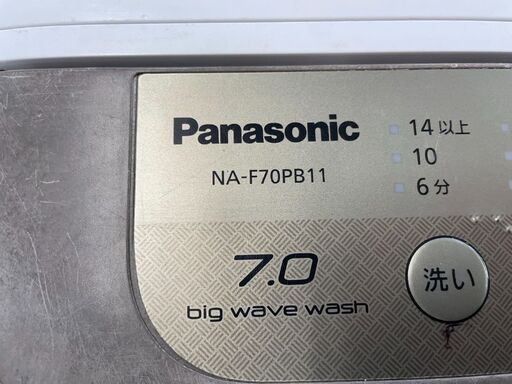 Panasonic
NA-F70PB11
14以上
10
6分
7.0
big wave wash
洗い